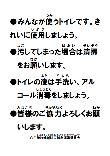 ●みんなが使うトイレです。き
れいに使用しましょう。
●汚してしまった場合は清掃
をお願います。
●トイレの後は手洗い、アル
コール消毒をしましょう。
●皆様のご協力よろしくお願
いします。